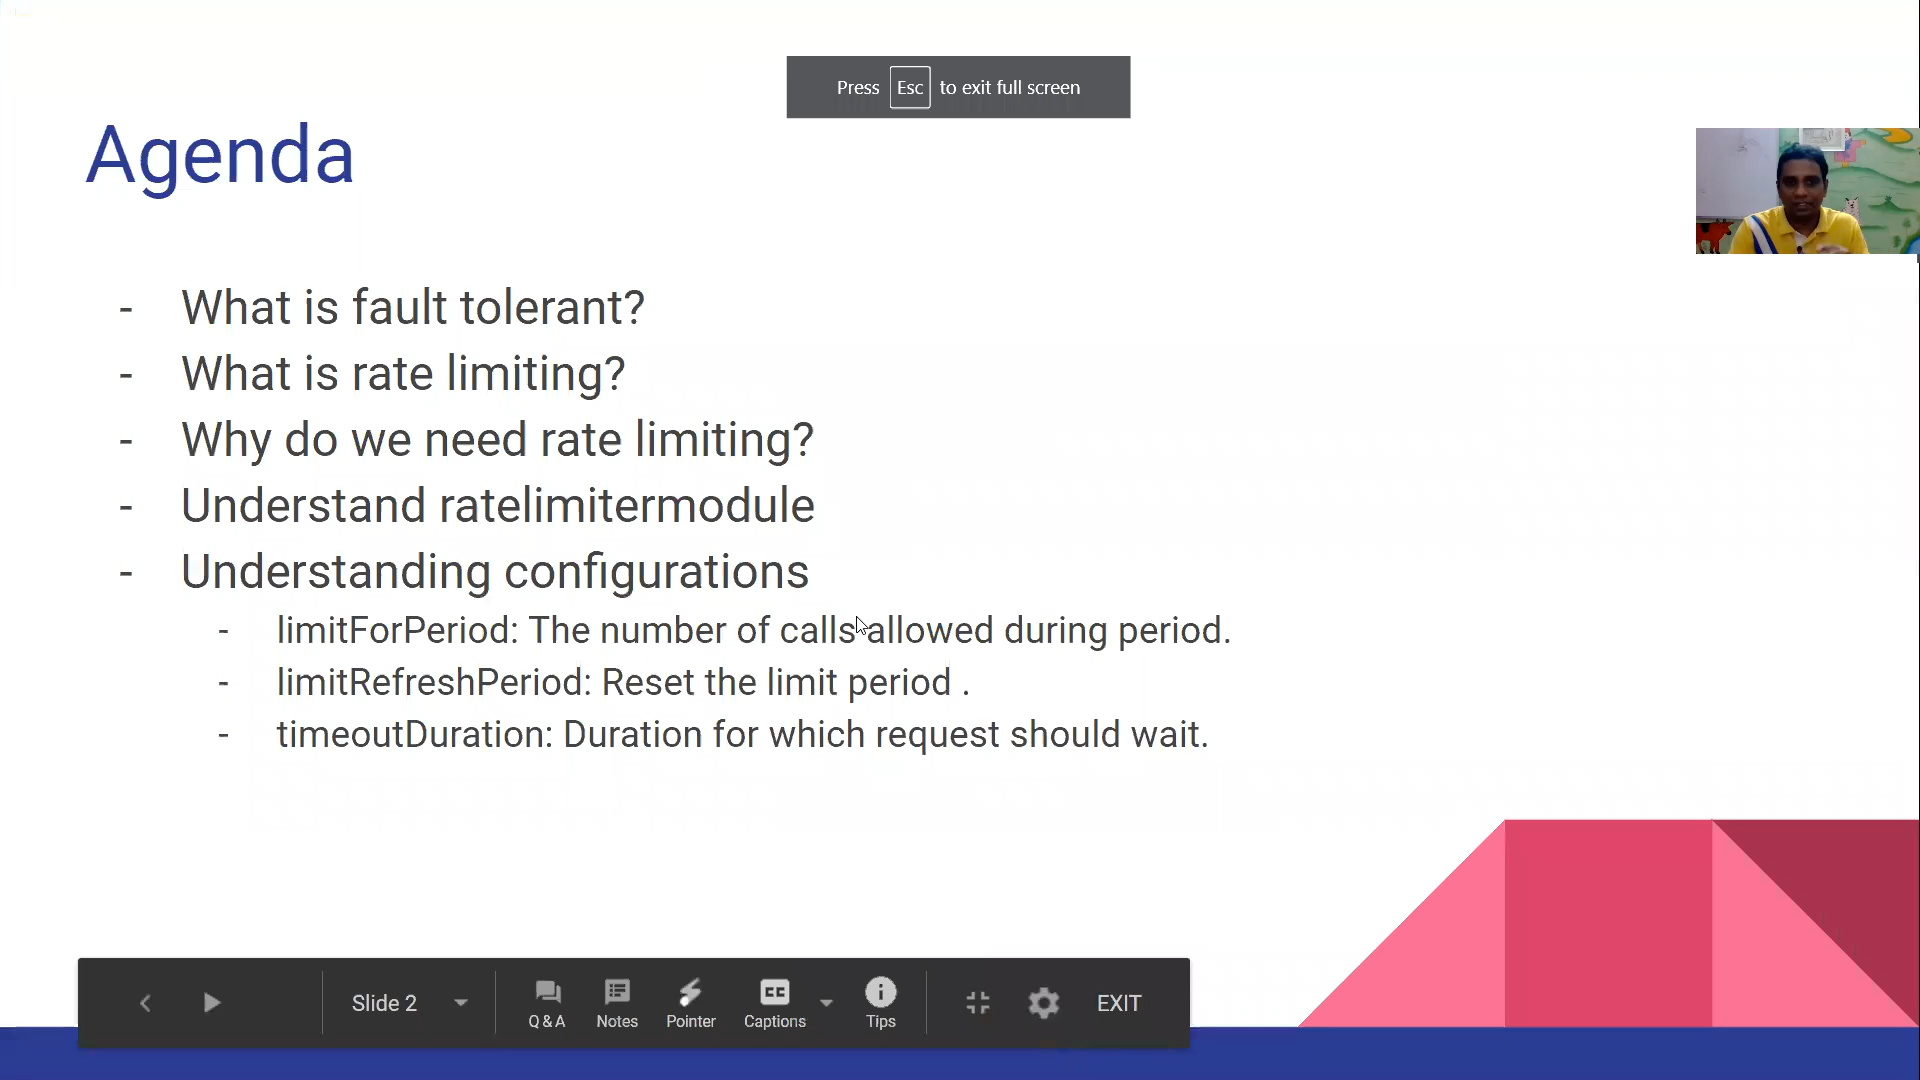 Press Esc to exit full screen
Agenda
- What is fault tolerant?
- What is rate limiting?
- Why do we need rate limiting?
- Understand ratelimitermodule
- Understanding configurations
- limitForPeriod: The number of calls allowed during period.
- limitRefreshPeriod: Reset the limit period .
- timeoutDuration: Duration for which request should wait.
Slide 2
Q & A
Notes
Pointer
CC
Captions
Tips
EXIT